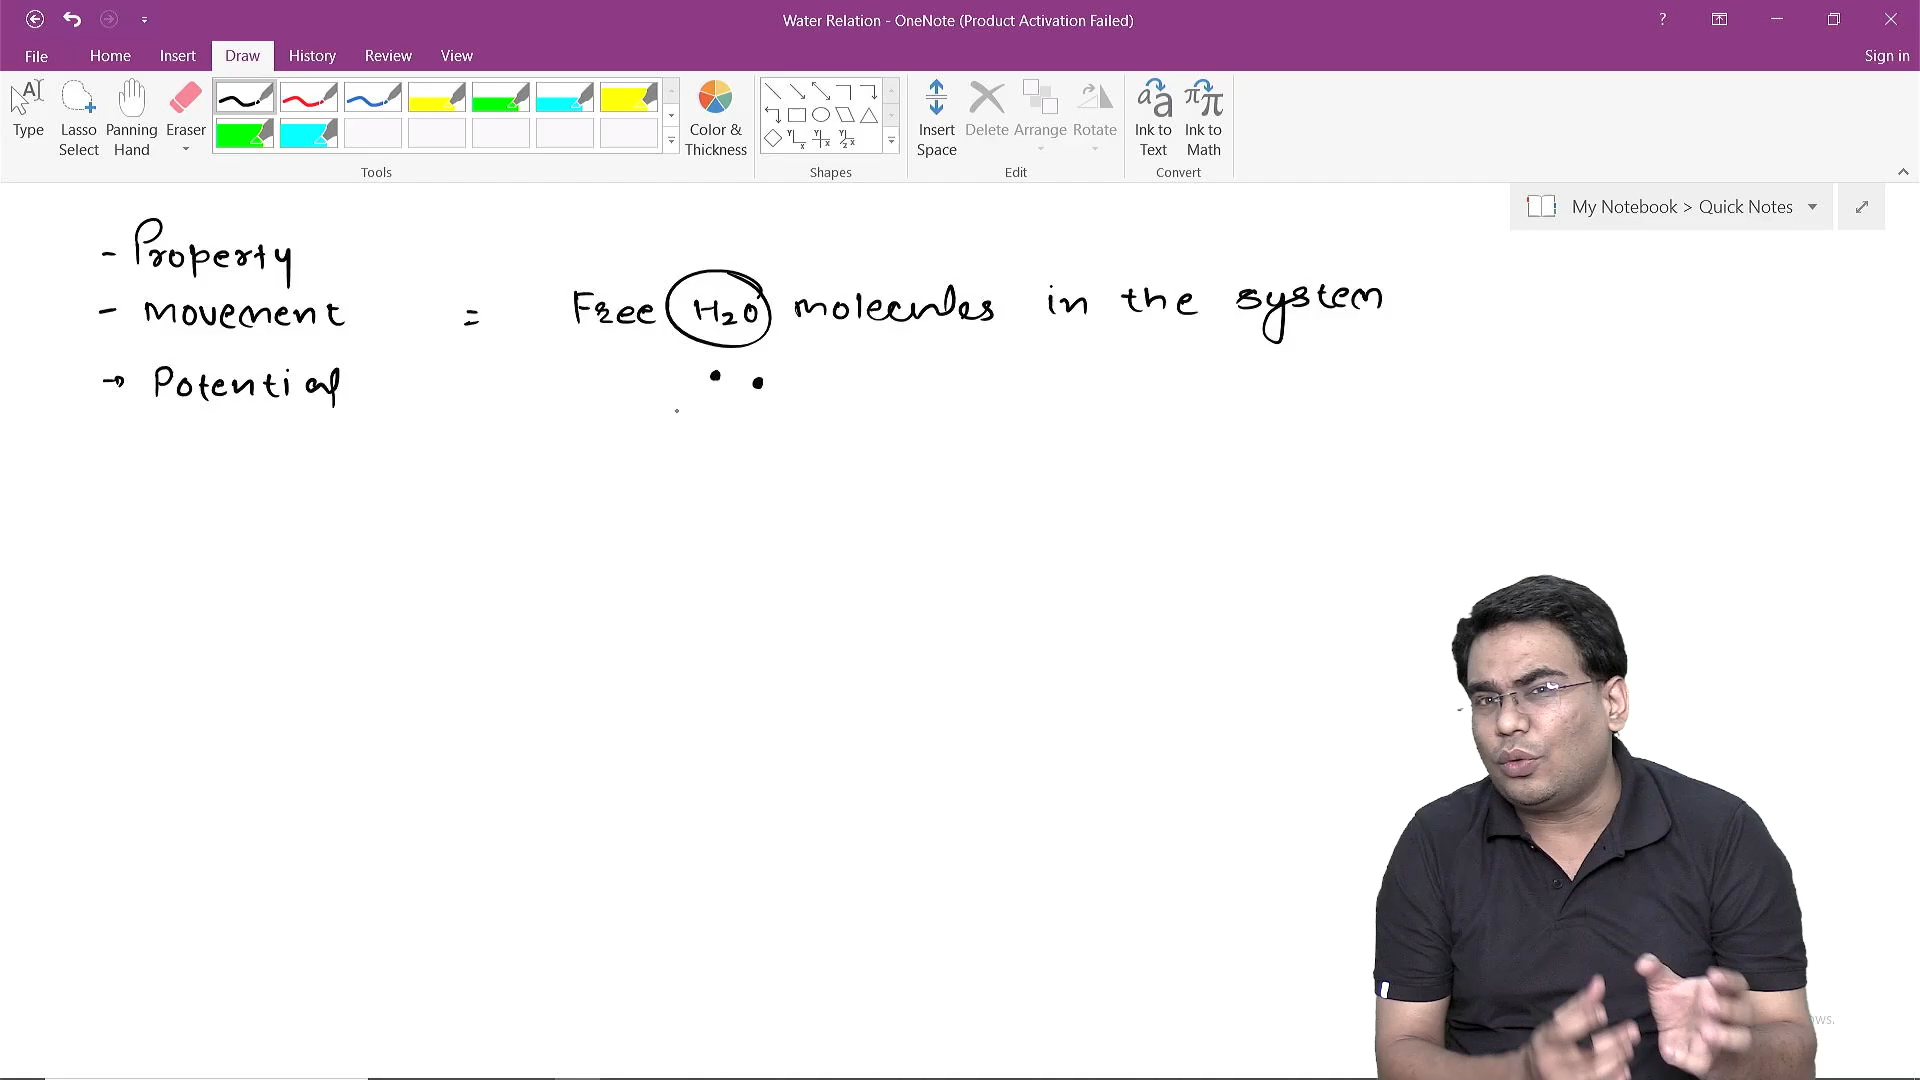 Water Relation - OneNote (Product Activation Failed)
?
File Home Insert Draw History Review View
Sign in
Type
Lasso Select
Panning Hand
Eraser
Color & Thickness
Insert Space
Delete
Arrange
Rotate
Ink to Text
Ink to Math
Tools
Shapes
Edit
Convert
My Notebook > Quick Notes
- Property
- Movement = Free H2O molecules in the system
→ Potential
ows.